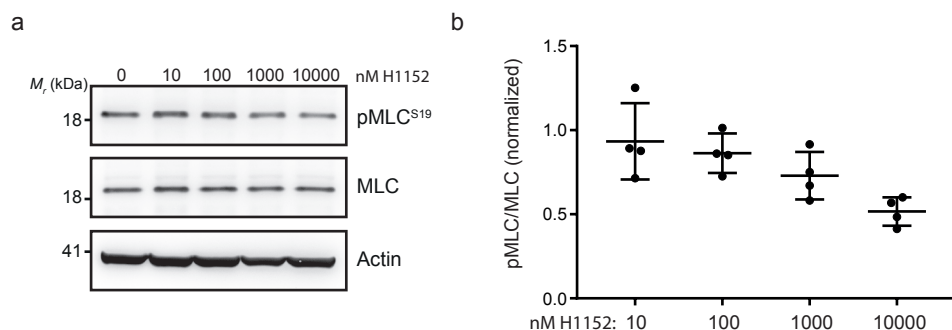 a
M_r (kDa)
0 10 100 1000 10000 nM H1152
18
pMLC^S19
18
MLC
41
Actin
b
pMLC/MLC (normalized)
1.5
1.0
0.5
0.0
nM H1152: 10 100 1000 10000